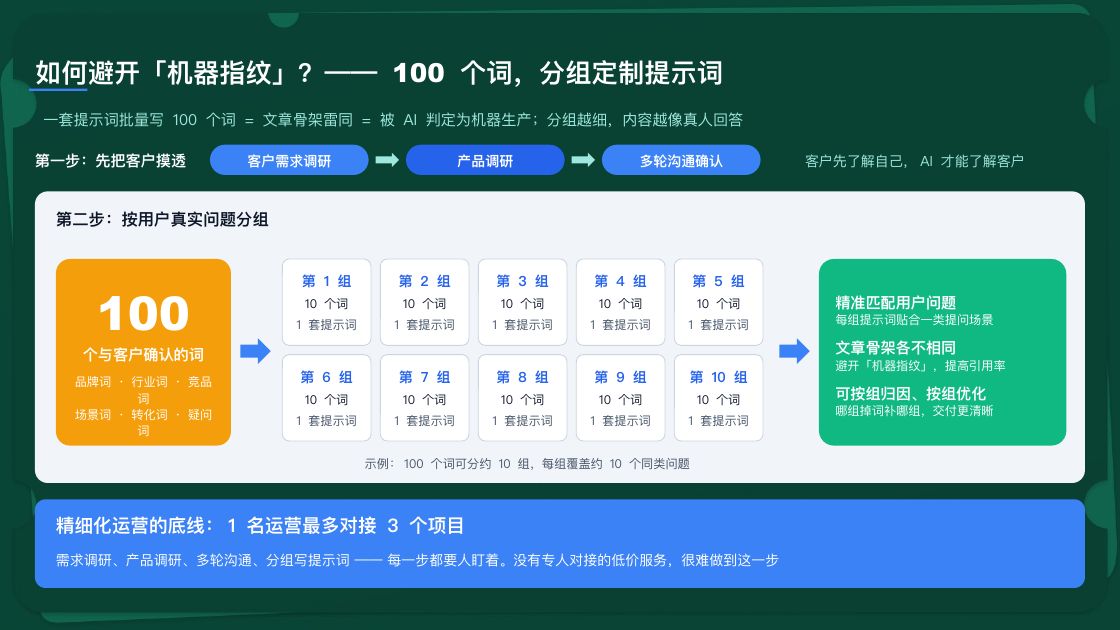 如何避开「机器指纹」？—— 100 个词，分组定制提示词
一套提示词批量写 100 个词 = 文章骨架雷同 = 被 AI 判定为机器生产；分组越细，内容越像真人回答
第一步：先把客户摸透
客户需求调研
产品调研
多轮沟通确认
客户先了解自己， AI 才能了解客户
第二步：按用户真实问题分组
100
个与客户确认的词
品牌词 · 行业词 · 竞品
词
场景词 · 转化词 · 疑问
词
第 1 组
10 个词
1 套提示词
第 2 组
10 个词
1 套提示词
第 3 组
10 个词
1 套提示词
第 4 组
10 个词
1 套提示词
第 5 组
10 个词
1 套提示词
第 6 组
10 个词
1 套提示词
第 7 组
10 个词
1 套提示词
第 8 组
10 个词
1 套提示词
第 9 组
10 个词
1 套提示词
第 10 组
10 个词
1 套提示词
示例： 100 个词可分约 10 组，每组覆盖约 10 个同类问题
精准匹配用户问题
每组提示词贴合一类提问场景
文章骨架各不相同
避开「机器指纹」，提高引用率
可按组归因、按组优化
哪组掉词补哪组，交付更清晰
精细化运营的底线： 1 名运营最多对接 3 个项目
需求调研、产品调研、多轮沟通、分组写提示词 —— 每一步都要人盯着。没有专人对接的低价服务，很难做到这一步